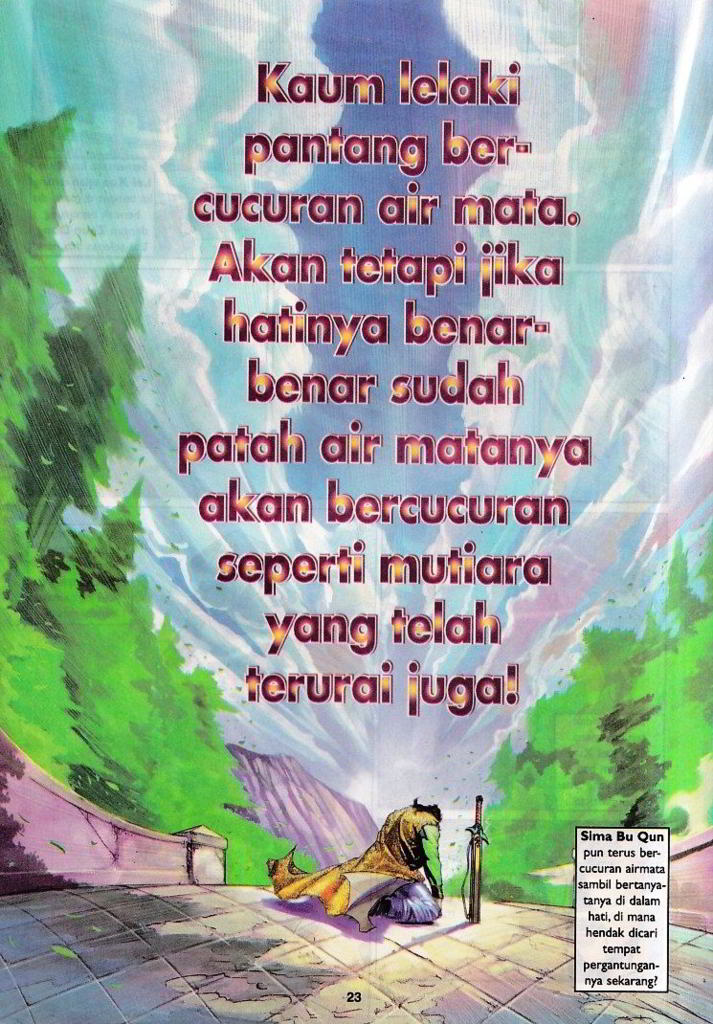 Kaum lelaki
pantang ber-
cucuran air mata.
Akan tetapi jika
hatinya benar-
benar sudah
patah air matanya
akan bercucuran
seperti mutiara
yang telah
terurai juga!
Sima Bu Qun
pun terus ber-
cucuran airmata
sambil bertanya-
tanya di dalam
hati, di mana
hendak dicari
tempat
pergantungan-
nya sekarang?
23